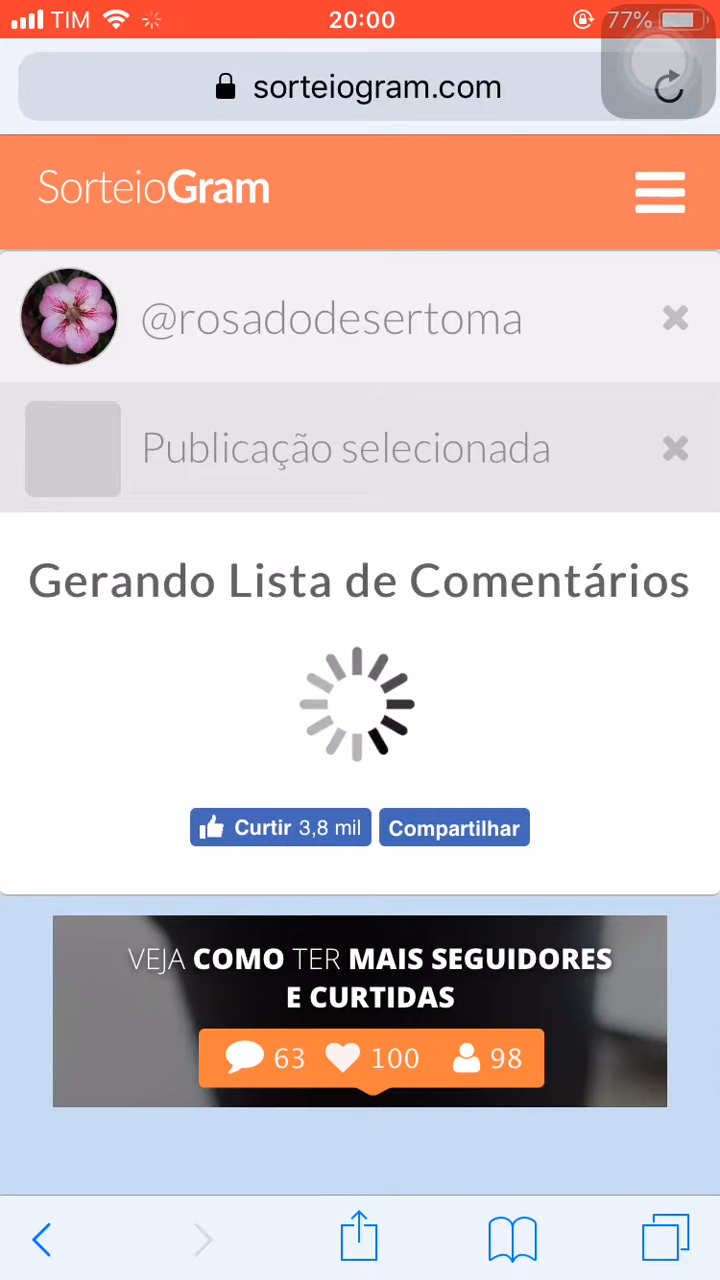 TIM 20:00 77%
sorteiogram.com
SorteioGram
@rosadodesertoma
Publicação selecionada
Gerando Lista de Comentários
Curtir 3,8 mil Compartilhar
VEJA COMO TER MAIS SEGUIDORES
E CURTIDAS
63 100 98